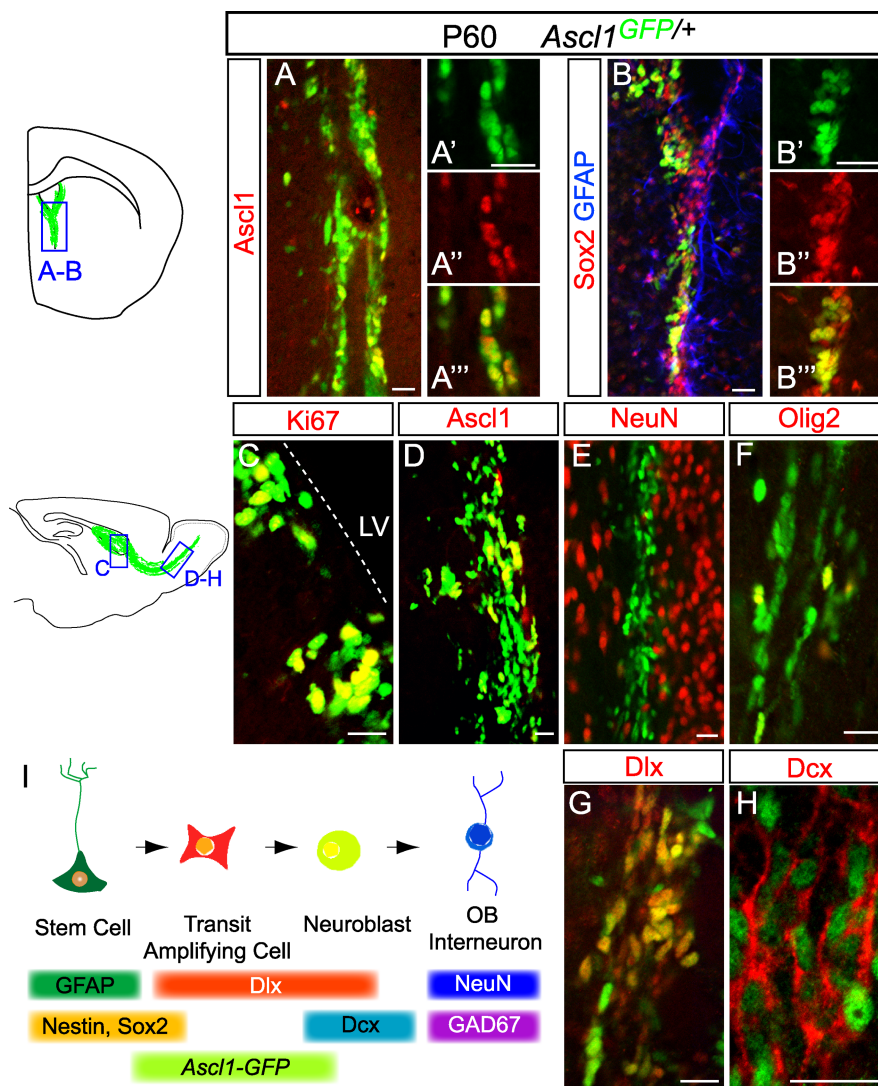 P60 Ascl1GFP/+
Ascl1
A
A'
A''
A'''
Sox2 GFAP
B
B'
B''
B'''
A-B
Ki67
Ascl1
NeuN
Olig2
C
LV
D
E
F
C
D-H
Dlx
Dcx
G
H
I
Stem Cell
Transit
Amplifying Cell
Neuroblast
OB
Interneuron
GFAP
Dlx
NeuN
Nestin, Sox2
Dcx
GAD67
Ascl1-GFP